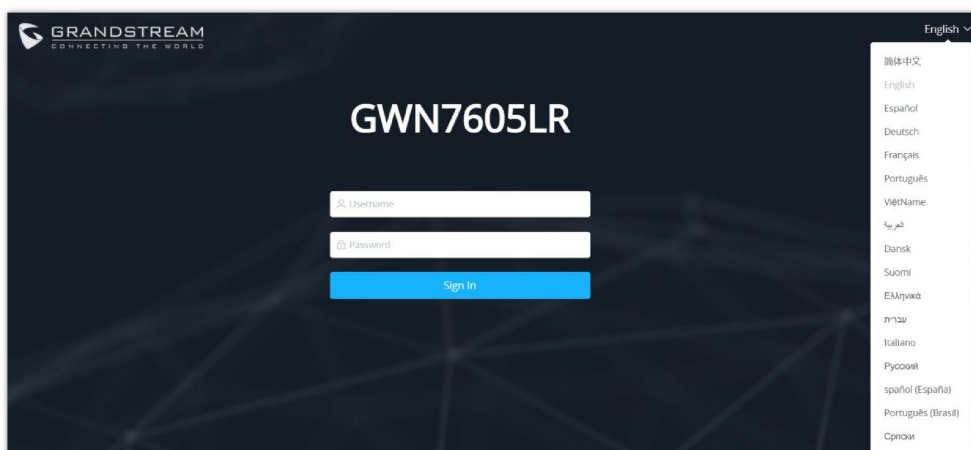 GRANDSTREAM
CONNECTING THE WORLD
English
GWN7605LR
Username
Password
Sign In
简体中文
English
Español
Deutsch
Français
Português
ViệtName
العربية
Dansk
Suomi
Ελληνικά
עברית
Italiano
Русский
spañol (España)
Português (Brasil)
Српски